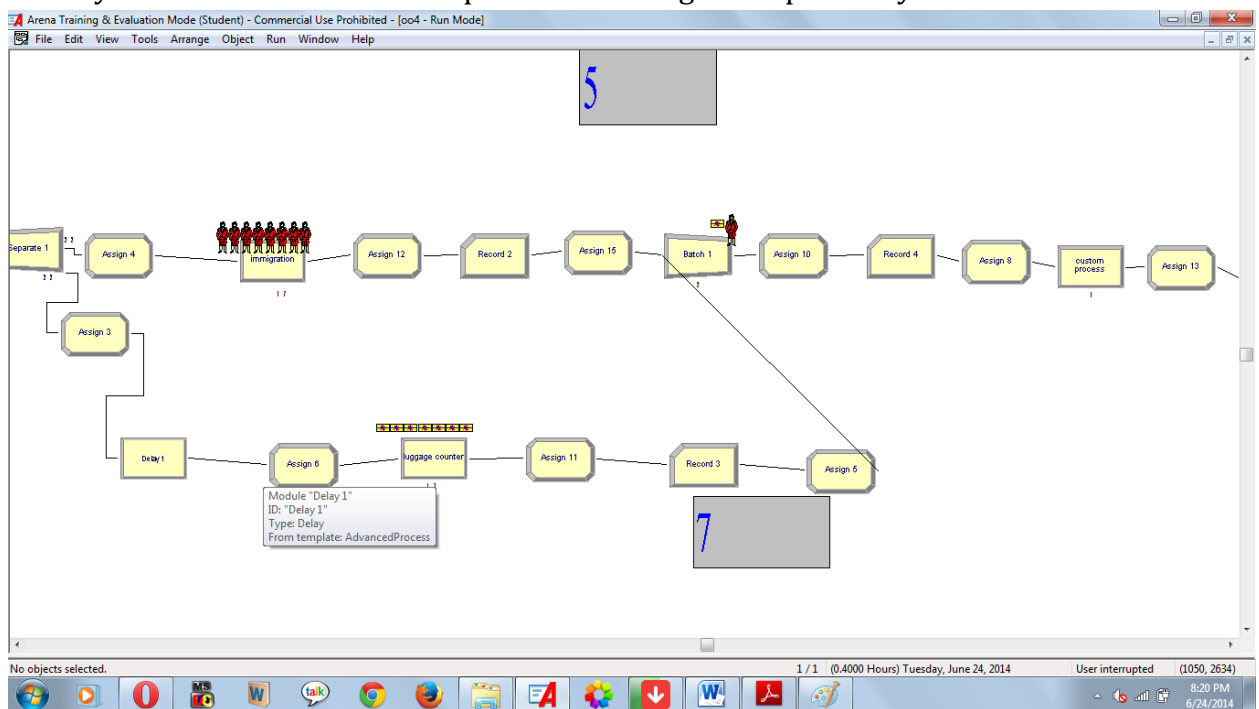 Arena Training & Evaluation Mode (Student) - Commercial Use Prohibited - [oo4 - Run Mode]
File Edit View Tools Arrange Object Run Window Help
5
Separate 1
Assign 4
immigration
Assign 12
Record 2
Assign 15
Batch 1
Assign 10
Record 4
Assign 8
custom
process
Assign 13
Assign 3
Delay 1
Assign 6
luggage counter
Assign 11
Record 3
Assign 5
Module "Delay 1"
ID: "Delay 1"
Type: Delay
From template: AdvancedProcess
7
No objects selected.
1 / 1 (0.4000 Hours) Tuesday, June 24, 2014 User interrupted (1050, 2634)
MS
W
talk
W
8:20 PM
6/24/2014